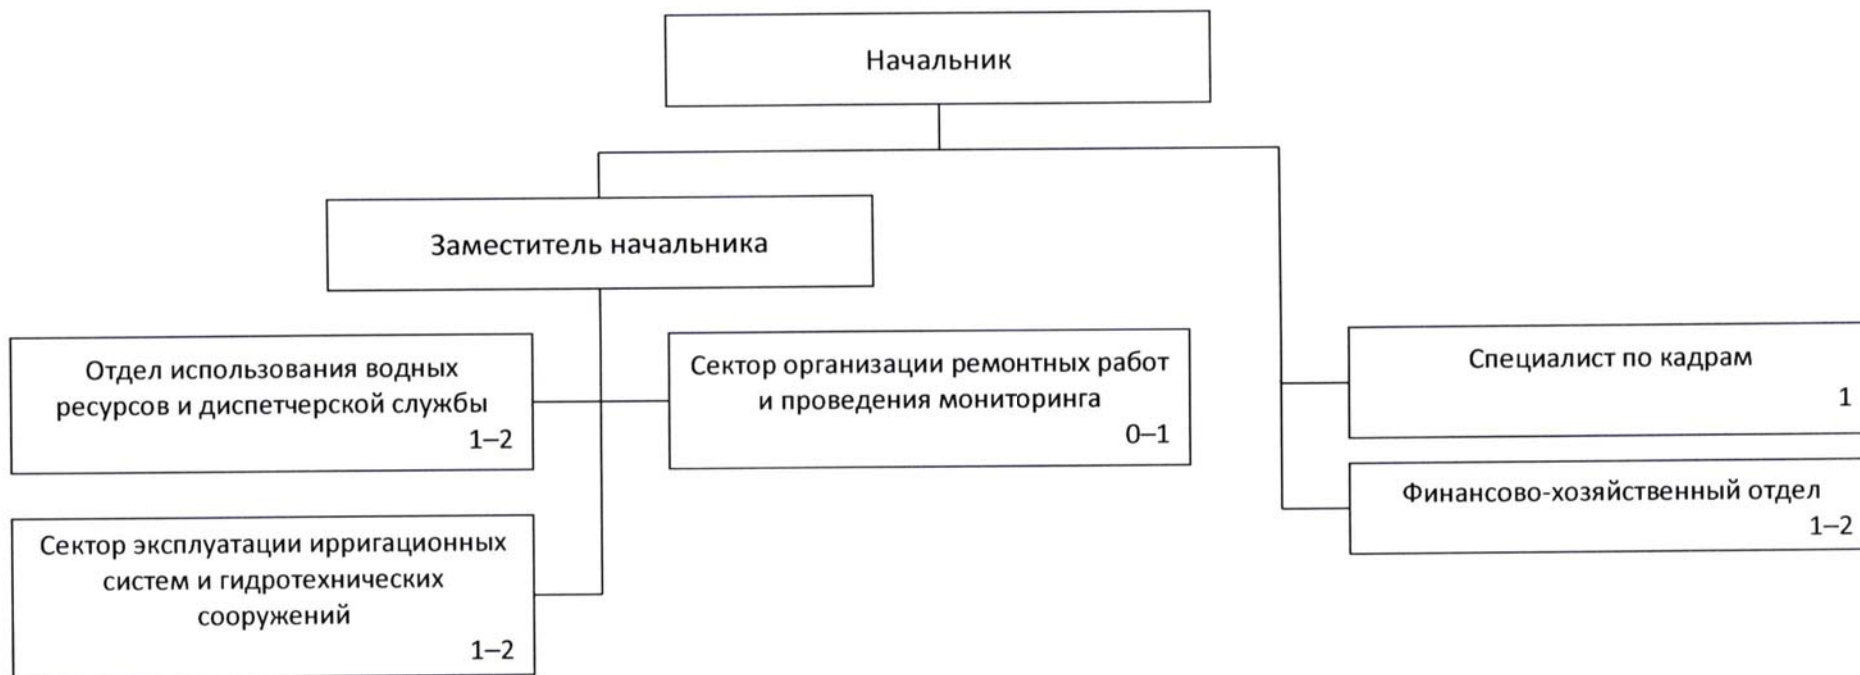 Начальник
Заместитель начальника
Отдел использования водных
ресурсов и диспетчерской службы
1–2
Сектор организации ремонтных работ
и проведения мониторинга
0–1
Специалист по кадрам
1
Финансово-хозяйственный отдел
1–2
Сектор эксплуатации ирригационных
систем и гидротехнических
сооружений
1–2